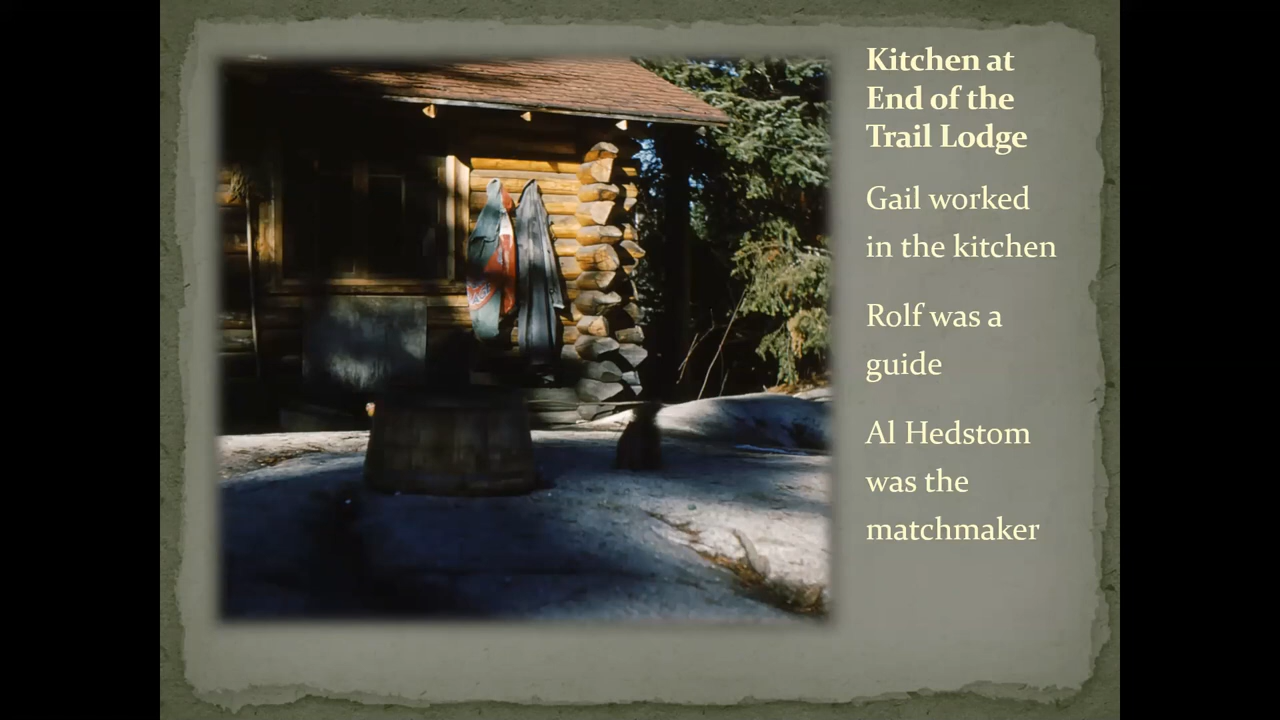 Kitchen at
End of the
Trail Lodge
Gail worked
in the kitchen
Rolf was a
guide
Al Hedstom
was the
matchmaker